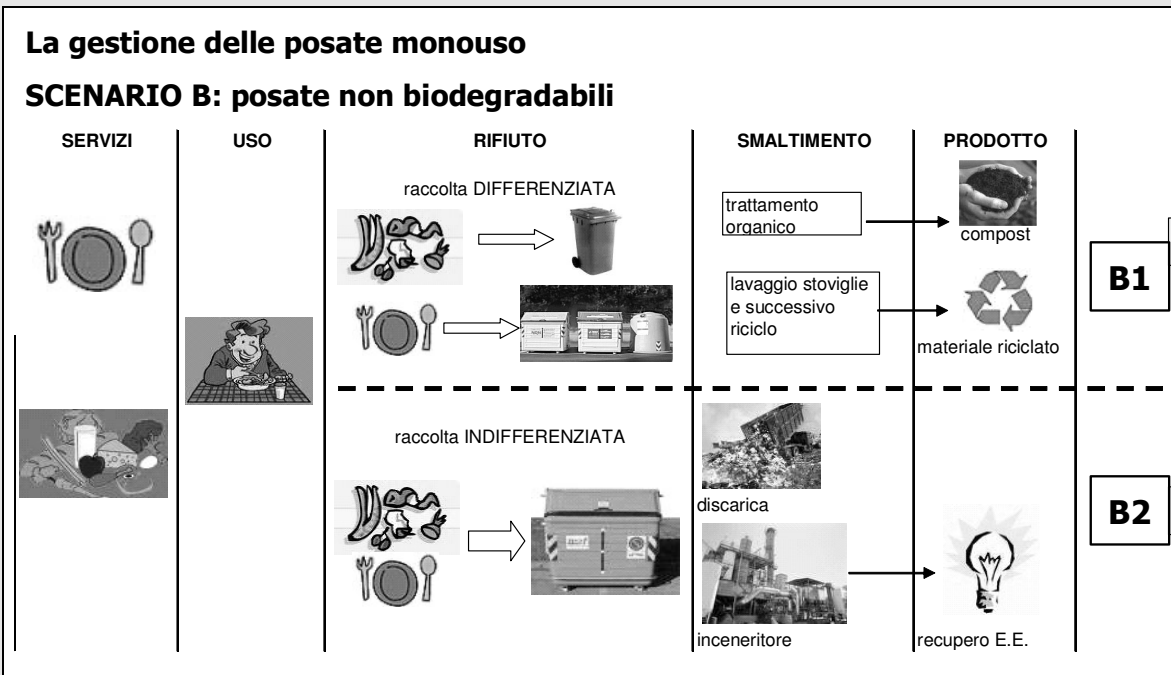 La gestione delle posate monouso
SCENARIO B: posate non biodegradabili
SERVIZI
USO
RIFIUTO
SMALTIMENTO
PRODOTTO
raccolta DIFFERENZIATA
trattamento
organico
compost
lavaggio stoviglie
e successivo
riciclo
materiale riciclato
B1
raccolta INDIFFERENZIATA
discarica
inceneritore
recupero E.E.
B2